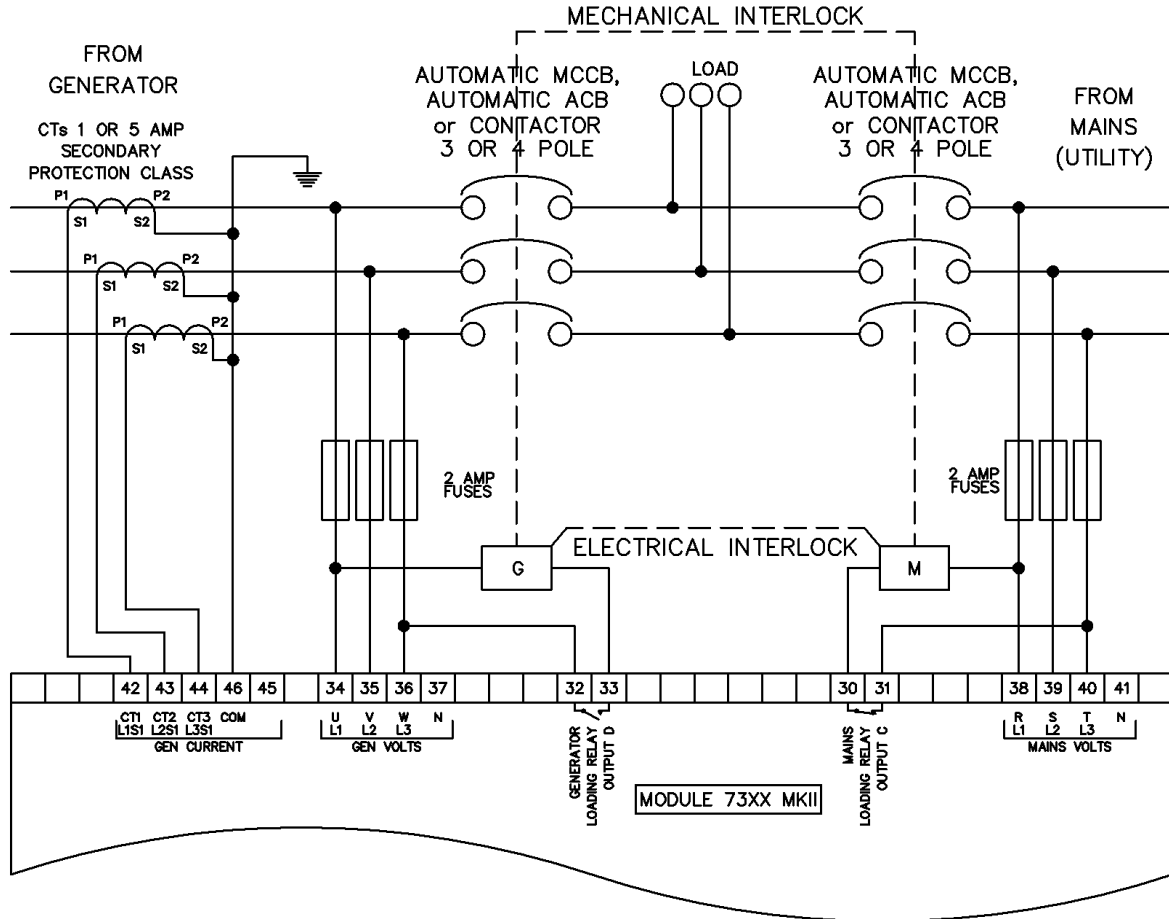 MECHANICAL INTERLOCK
FROM
GENERATOR
CTs 1 OR 5 AMP
SECONDARY
PROTECTION CLASS
AUTOMATIC MCCB,
AUTOMATIC ACB
or CONTACTOR
3 OR 4 POLE
LOAD
AUTOMATIC MCCB,
AUTOMATIC ACB
or CONTACTOR
3 OR 4 POLE
FROM
MAINS
(UTILITY)
P1 P2
S1 S2
P1 P2
S1 S2
P1 P2
S1 S2
2 AMP
FUSES
2 AMP
FUSES
ELECTRICAL INTERLOCK
G
M
42 43 44 46 45 34 35 36 37 32 33 30 31 38 39 40 41
CT1 CT2 CT3 COM
L1S1 L2S1 L3S1
GEN CURRENT
U V W N
L1 L2 L3
GEN VOLTS
GENERATOR
LOADING RELAY
OUTPUT D
MAINS
LOADING RELAY
OUTPUT C
R S T N
L1 L2 L3
MAINS VOLTS
MODULE 73XX MKII